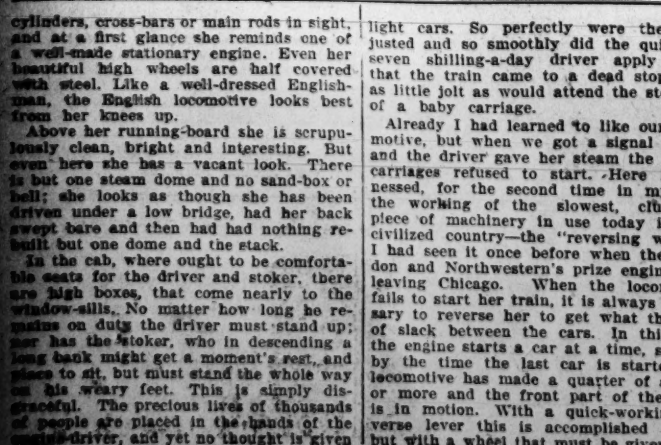 cylinders, cross-bars or main rods in sight,
and at a first glance she reminds one of
a well-made stationary engine. Even her
beautiful high wheels are half covered
with steel. Like a well-dressed English-
man, the English locomotive looks best
from her knees up.
Above her running-board she is scrupu-
lously clean, bright and interesting. But
even here she has a vacant look. There
is but one steam dome and no sand-box or
bell; she looks as though she has been
driven under a low bridge, had her back
swept bare and then had had nothing re-
built but one dome and the stack.
In the cab, where ought to be comforta-
ble seats for the driver and stoker, there
are high boxes, that come nearly to the
window-sills. No matter how long he re-
mains on duty the driver must stand up;
nor has the stoker, who in descending a
long bank might get a moment's rest, and
place to sit, but must stand the whole way
on his weary feet. This is simply dis-
graceful. The precious lives of thousands
of people are placed in the hands of the
engine-driver, and yet no thought is given
light cars. So perfectly were the
justed and so smoothly did the qui
seven shilling-a-day driver apply
that the train came to a dead stop
as little jolt as would attend the st
of a baby carriage.
Already I had learned to like our
motive, but when we got a signal
and the driver gave her steam the
carriages refused to start. Here
nessed, for the second time in m
the working of the slowest, clu
piece of machinery in use today i
civilized country—the "reversing w
I had seen it once before when the
don and Northwestern's prize engin
leaving Chicago. When the loco
fails to start her train, it is always
sary to reverse her to get what th
of slack between the cars. In thi
the engine starts a car at a time, s
by the time the last car is starte
locomotive has made a quarter of a
or more and the front part of the
is in motion. With a quick-worki
verse lever this is accomplished
but with a wheel that must be give